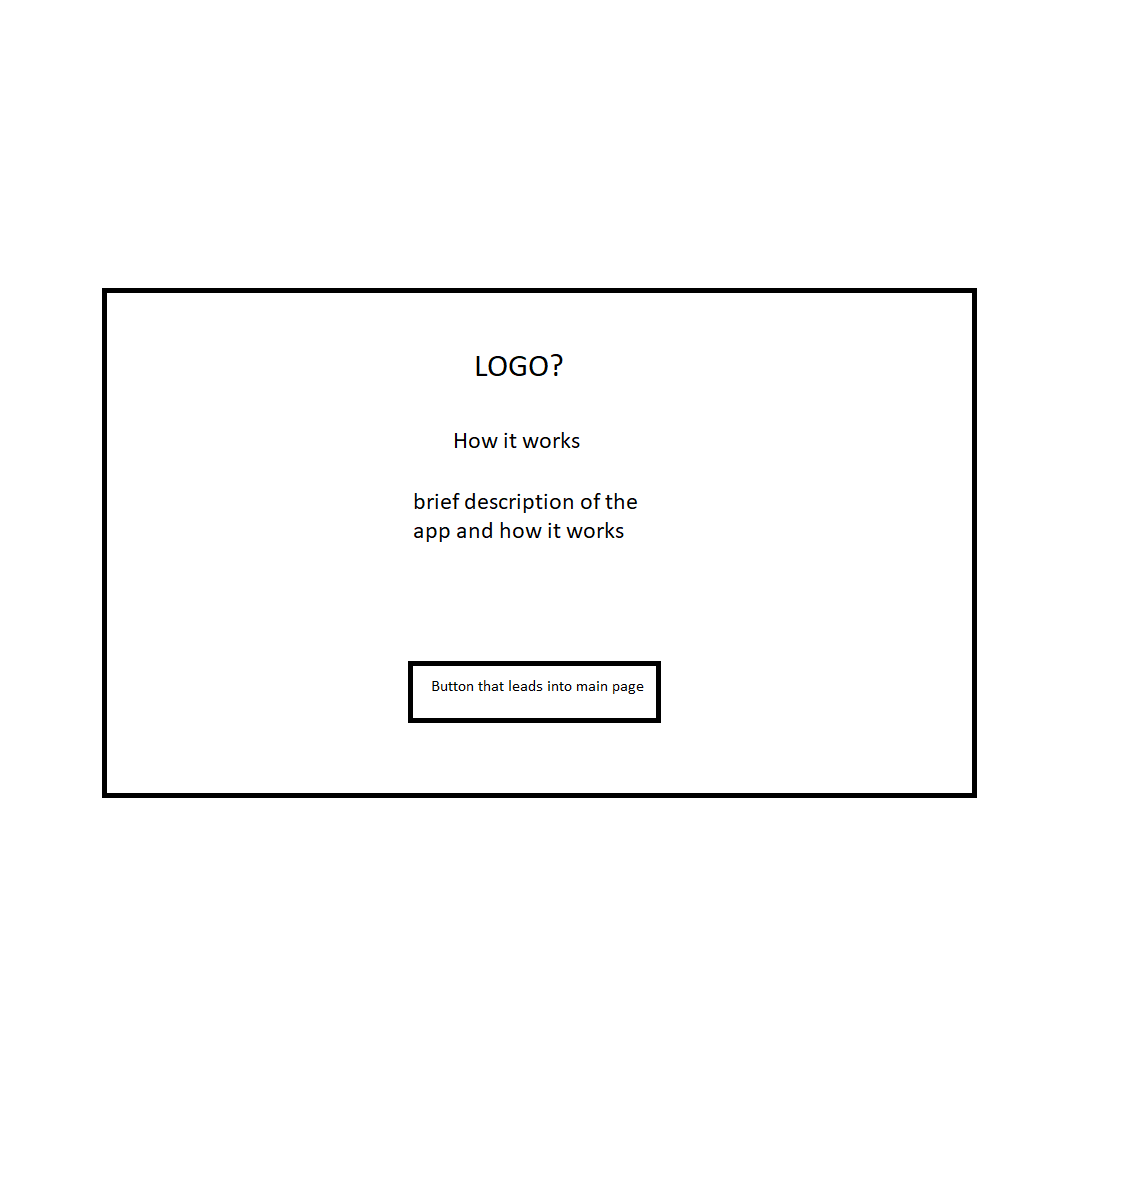 LOGO?
How it works
brief description of the
app and how it works
Button that leads into main page